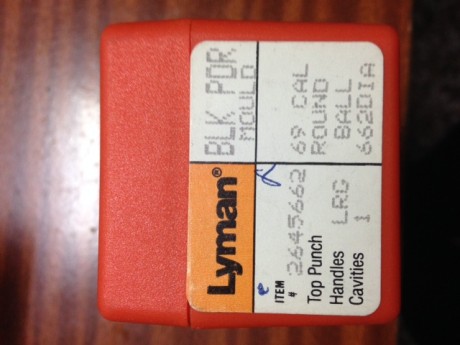 Lyman®
BLK PDR
MOULD
ITEM # 2645662
69 CAL
Top Punch
ROUND
Handles LRG
BALL
Cavities 1
662DIA